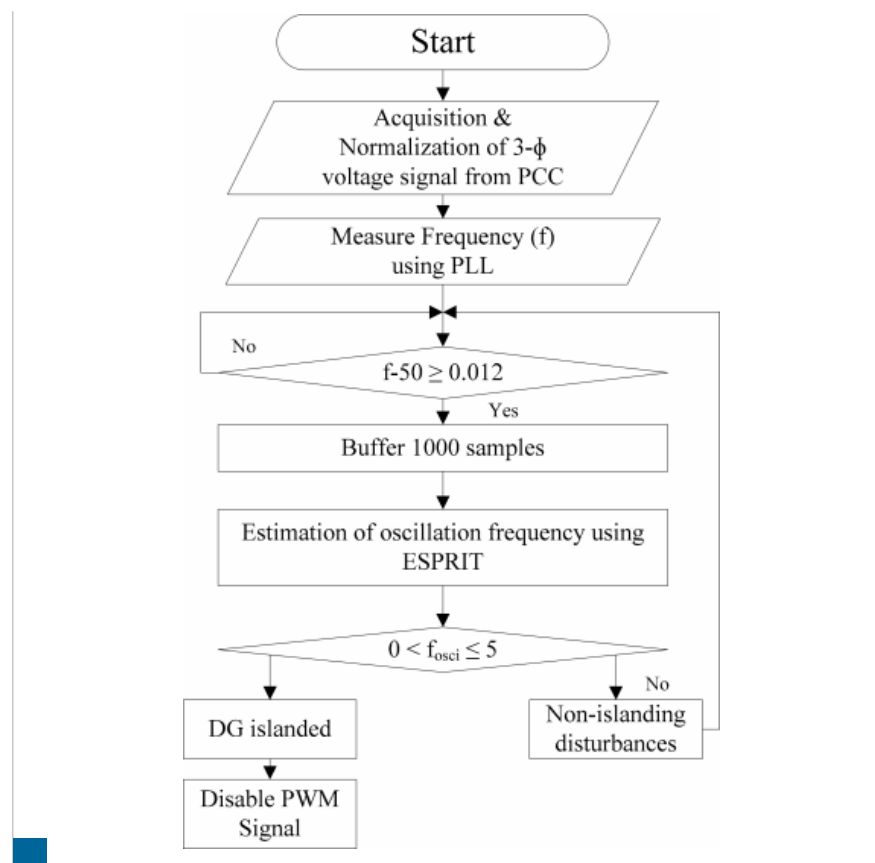 Start
Acquisition &
Normalization of 3-ϕ
voltage signal from PCC
Measure Frequency (f)
using PLL
No
f-50 ≥ 0.012
Yes
Buffer 1000 samples
Estimation of oscillation frequency using
ESPRIT
0 < fosci ≤ 5
No
DG islanded
Non-islanding
disturbances
Disable PWM
Signal